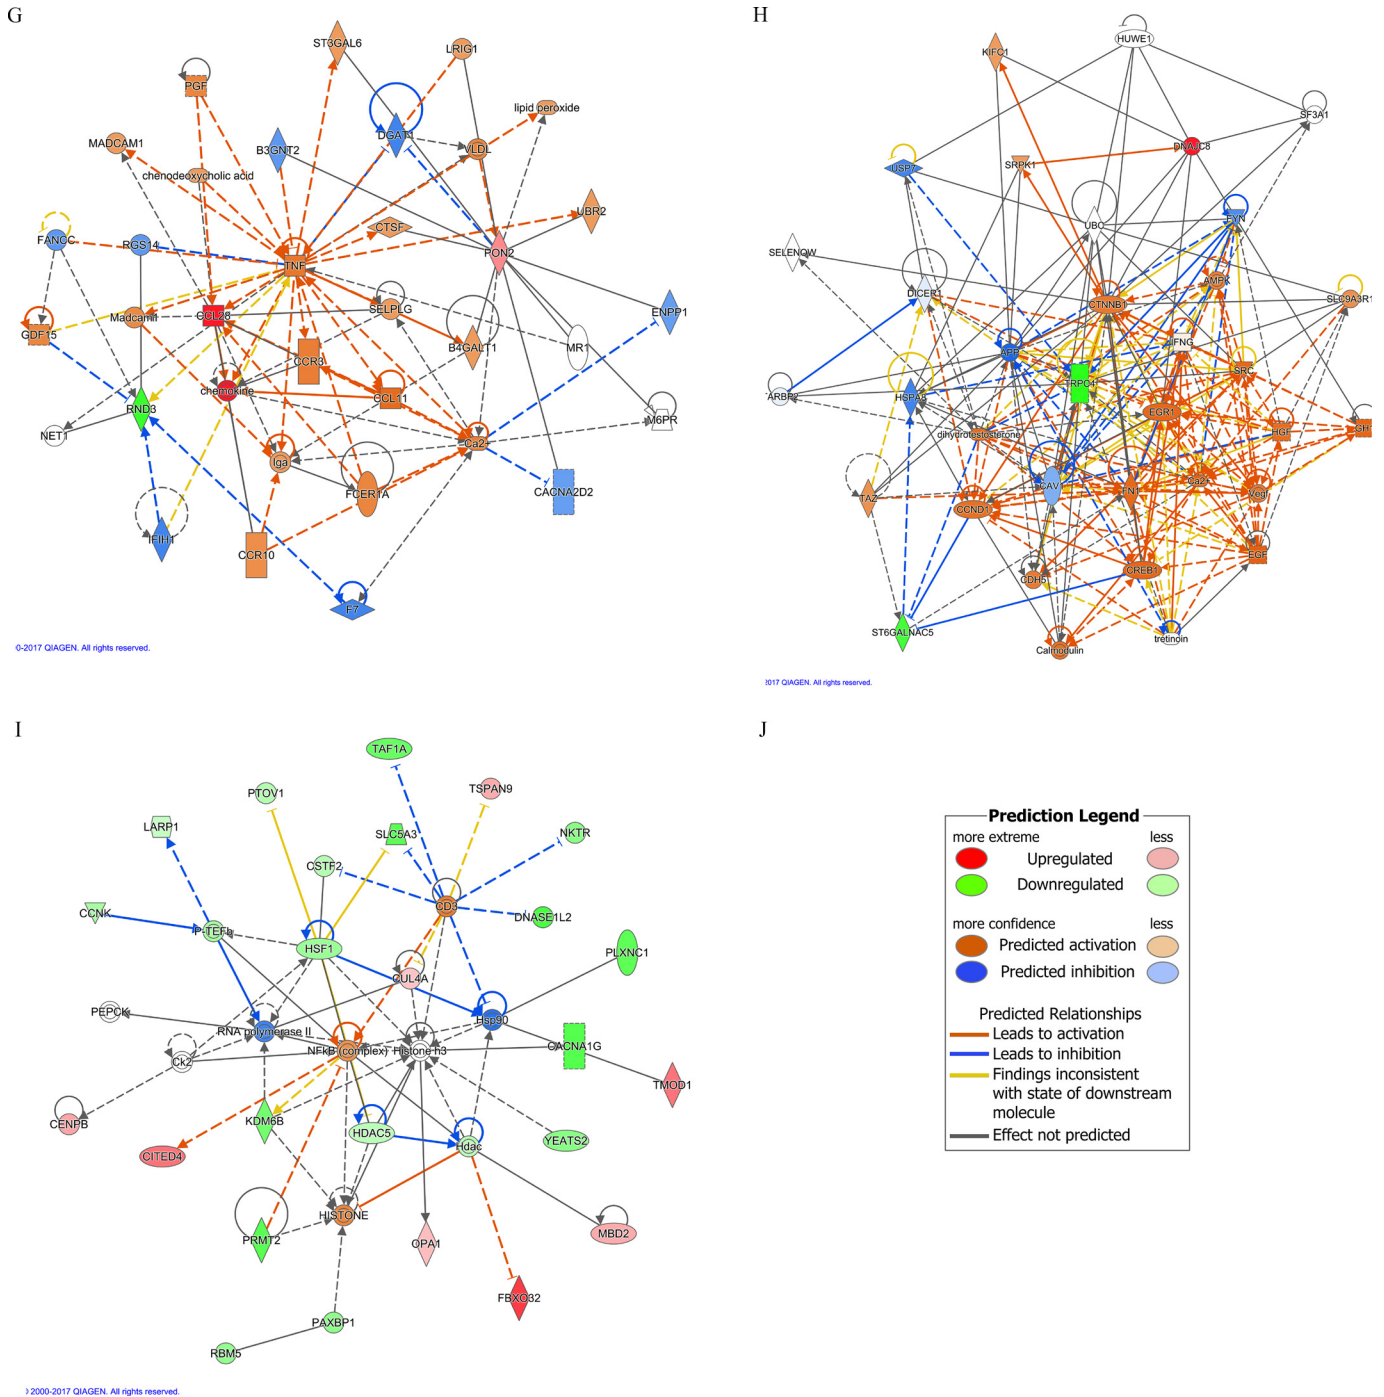 G
ST3GAL6
LRIG1
PGF
lipid peroxide
MADCAM1
B3GNT2
DGAT1
VLDL
chenodeoxycholic acid
UBR2
CTSF
FANCC
RGS14
PON2
TNF
Madcam1
CCL28
SELPLG
ENPP1
GDF15
B4GALT1
MR1
CCR3
chemokine
CCL11
RND3
M6PR
NET1
Ca2+
Iga
FCER1A
CACNA2D2
IFIH1
CCR10
F7
0-2017 QIAGEN. All rights reserved.
H
HUWE1
KIFC1
SF3A1
DNAJC8
USP7
SRPK1
FYN
UBC
SELENOW
AMPK
DICER1
CTNNB1
SLC9A3R1
IFNG
APP
SRC
TRPC4
TARBP2
HSPA8
EGR1
dihydrotestosterone
HGF
GH
CAV1
FN1
Ca2+
Vegf
TAZ
CCND1
EGF
CDH5
CREB1
ST6GALNAC5
tretinoin
Calmodulin
2017 QIAGEN. All rights reserved.
I
TAF1A
PTOV1
TSPAN9
LARP1
SLC5A3
NKTR
CSTF2
CCNK
CD3
DNASE1L2
P-TEFb
HSF1
PLXNC1
CUL4A
PEPCK
RNA polymerase II
Hsp90
Ck2
NFkB (complex)
Histone h3
CACNA1G
TMOD1
CENPB
KDM6B
HDAC5
YEATS2
CITED4
Hdac
HISTONE
PRMT2
OPA1
MBD2
FBXO32
PAXBP1
RBM5
2000-2017 QIAGEN. All rights reserved.
J
Prediction Legend
more extreme less
Upregulated
Downregulated
more confidence less
Predicted activation
Predicted inhibition
Predicted Relationships
Leads to activation
Leads to inhibition
Findings inconsistent
with state of downstream
molecule
Effect not predicted